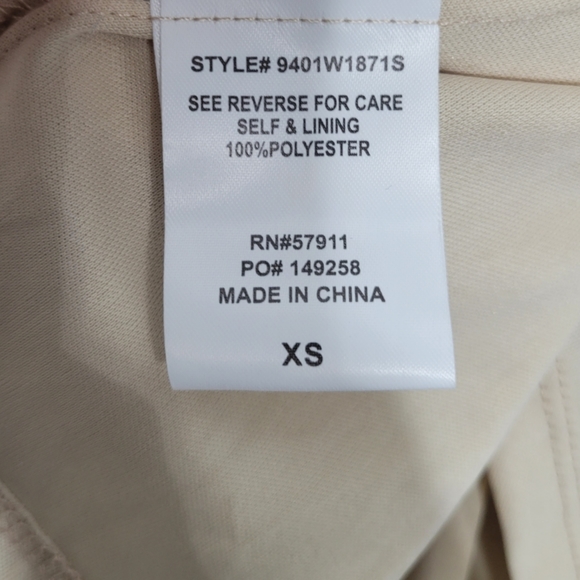 STYLE# 9401W1871S
SEE REVERSE FOR CARE
SELF & LINING
100%POLYESTER
RN#57911
PO# 149258
MADE IN CHINA
XS